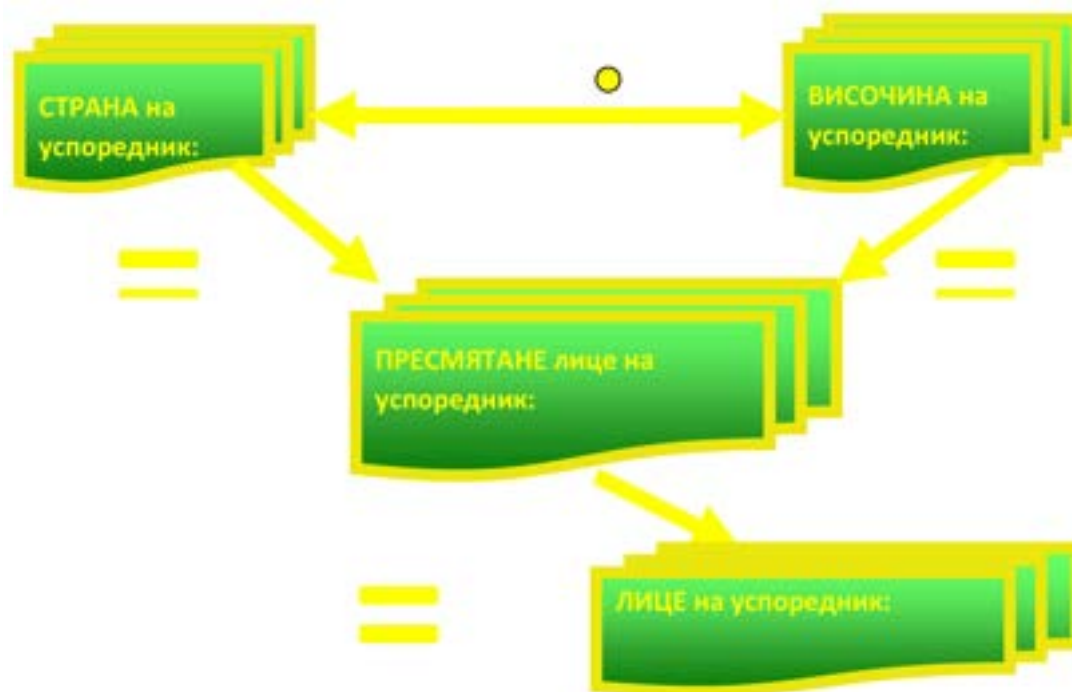 СТРАНА на
успоредник:
ВИСОЧИНА на
успоредник:
ПРЕСМЯТАНЕ лице на
успоредник:
ЛИЦЕ на успоредник: